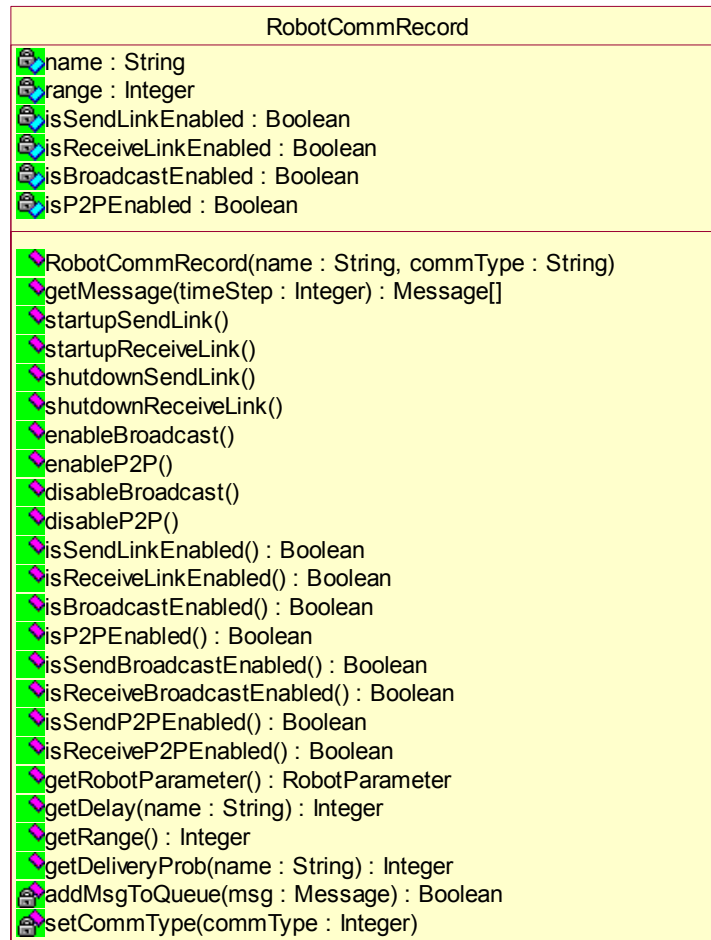 RobotCommRecord
name : String
range : Integer
isSendLinkEnabled : Boolean
isReceiveLinkEnabled : Boolean
isBroadcastEnabled : Boolean
isP2PEnabled : Boolean
RobotCommRecord(name : String, commType : String)
getMessage(timeStep : Integer) : Message[]
startupSendLink()
startupReceiveLink()
shutdownSendLink()
shutdownReceiveLink()
enableBroadcast()
enableP2P()
disableBroadcast()
disableP2P()
isSendLinkEnabled() : Boolean
isReceiveLinkEnabled() : Boolean
isBroadcastEnabled() : Boolean
isP2PEnabled() : Boolean
isSendBroadcastEnabled() : Boolean
isReceiveBroadcastEnabled() : Boolean
isSendP2PEnabled() : Boolean
isReceiveP2PEnabled() : Boolean
getRobotParameter() : RobotParameter
getDelay(name : String) : Integer
getRange() : Integer
getDeliveryProb(name : String) : Integer
addMsgToQueue(msg : Message) : Boolean
setCommType(commType : Integer)